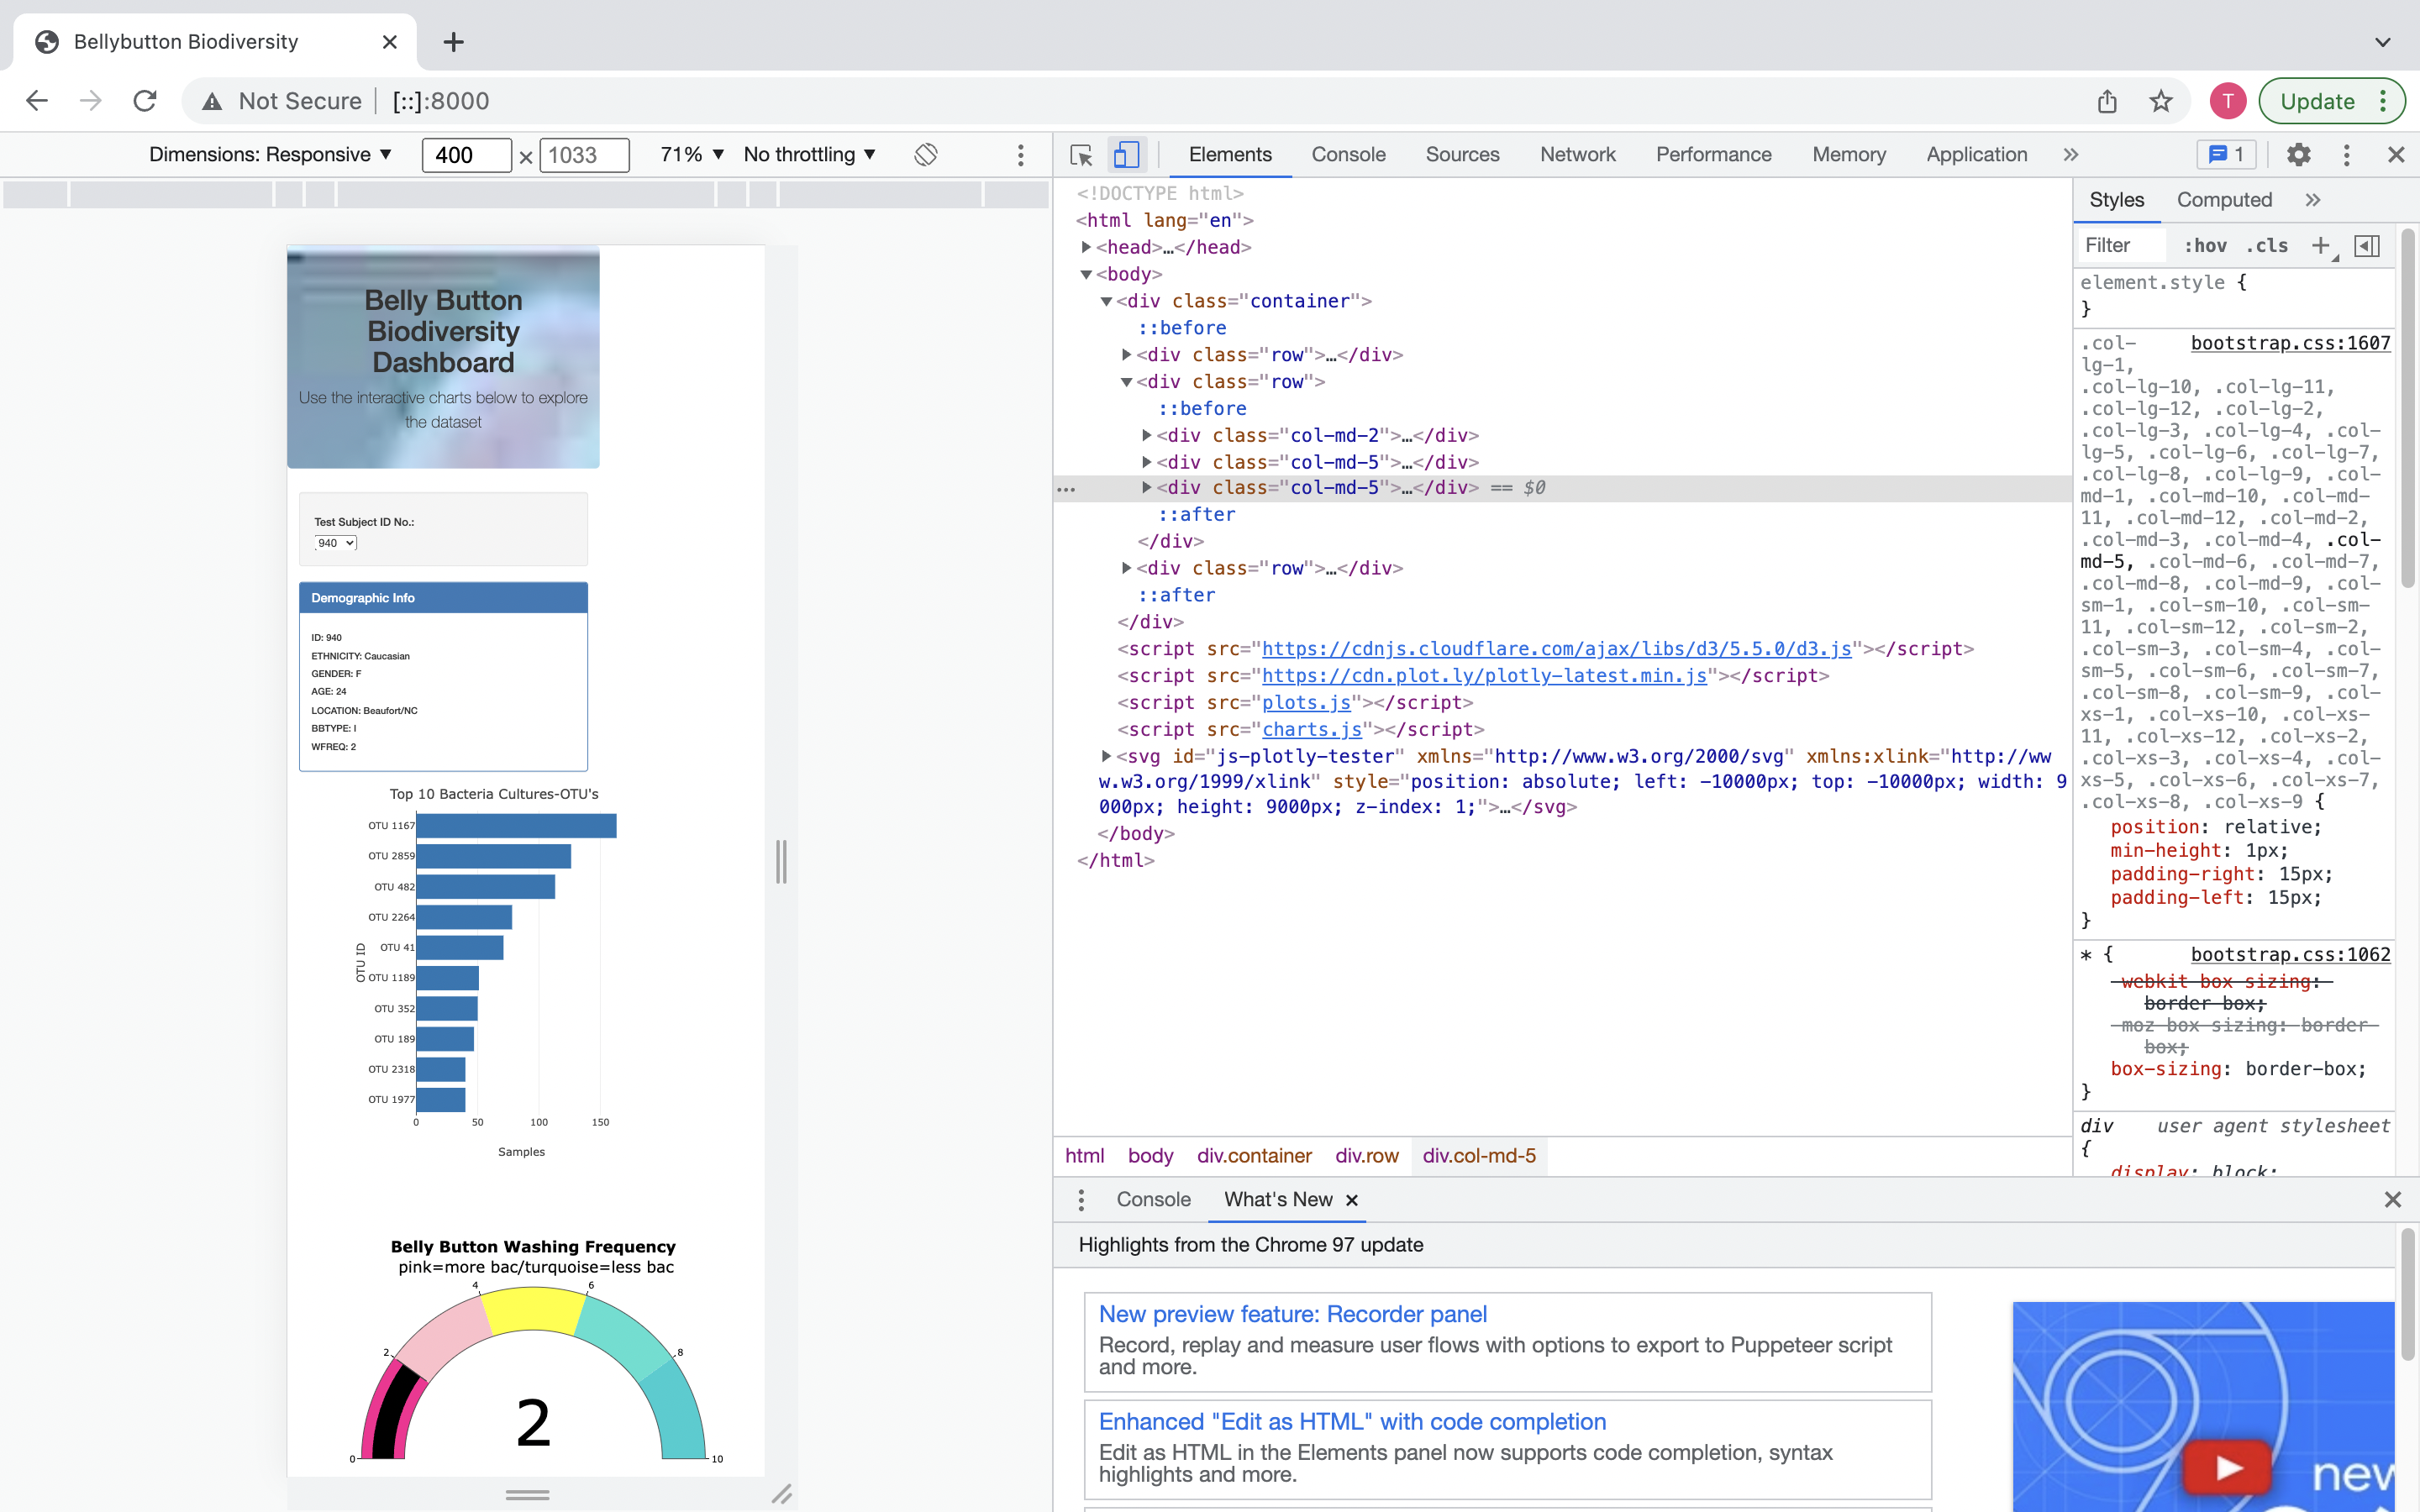 Bellybutton Biodiversity
Not Secure [::]:8000
Update
T
Dimensions: Responsive ▼ 400 × 1033 71% ▼ No throttling ▼
Elements Console Sources Network Performance Memory Application » 1
Belly Button
Biodiversity
Dashboard
Use the interactive charts below to explore
the dataset
Test Subject ID No.:
940
Demographic Info
ID: 940
ETHNICITY: Caucasian
GENDER: F
AGE: 24
LOCATION: Beaufort/NC
BBTYPE: I
WFREQ: 2
Top 10 Bacteria Cultures-OTU's
OTU 1167
OTU 2859
OTU 482
OTU 2264
OTU 41
OTU 1189
OTU 352
OTU 189
OTU 2318
OTU 1977
OTU ID
0 50 100 150
Samples
Belly Button Washing Frequency
pink=more bac/turquoise=less bac
4 6
2 8
2
0 10
<!DOCTYPE html>
<html lang="en">
<head>…</head>
<body>
<div class="container">
::before
<div class="row">…</div>
<div class="row">
::before
<div class="col-md-2">…</div>
<div class="col-md-5">…</div>
<div class="col-md-5">…</div> == $0
::after
</div>
<div class="row">…</div>
::after
</div>
<script src="https://cdnjs.cloudflare.com/ajax/libs/d3/5.5.0/d3.js"></script>
<script src="https://cdn.plot.ly/plotly-latest.min.js"></script>
<script src="plots.js"></script>
<script src="charts.js"></script>
<svg id="js-plotly-tester" xmlns="http://www.w3.org/2000/svg" xmlns:xlink="http://ww
w.w3.org/1999/xlink" style="position: absolute; left: -10000px; top: -10000px; width: 9
000px; height: 9000px; z-index: 1;">…</svg>
</body>
</html>
html body div.container div.row div.col-md-5
Styles Computed »
Filter :hov .cls +
element.style {
}
.col- bootstrap.css:1607
lg-1,
.col-lg-10, .col-lg-11,
.col-lg-12, .col-lg-2,
.col-lg-3, .col-lg-4, .col-
lg-5, .col-lg-6, .col-lg-7,
.col-lg-8, .col-lg-9, .col-
md-1, .col-md-10, .col-md-
11, .col-md-12, .col-md-2,
.col-md-3, .col-md-4, .col-
md-5, .col-md-6, .col-md-7,
.col-md-8, .col-md-9, .col-
sm-1, .col-sm-10, .col-sm-
11, .col-sm-12, .col-sm-2,
.col-sm-3, .col-sm-4, .col-
sm-5, .col-sm-6, .col-sm-7,
.col-sm-8, .col-sm-9, .col-
xs-1, .col-xs-10, .col-xs-
11, .col-xs-12, .col-xs-2,
.col-xs-3, .col-xs-4, .col-
xs-5, .col-xs-6, .col-xs-7,
.col-xs-8, .col-xs-9 {
position: relative;
min-height: 1px;
padding-right: 15px;
padding-left: 15px;
}
* { bootstrap.css:1062
-webkit-box-sizing:
border-box;
-moz-box-sizing: border-
box;
box-sizing: border-box;
}
div user agent stylesheet
{
display: block;
Console What's New ×
Highlights from the Chrome 97 update
New preview feature: Recorder panel
Record, replay and measure user flows with options to export to Puppeteer script
and more.
Enhanced "Edit as HTML" with code completion
Edit as HTML in the Elements panel now supports code completion, syntax
highlights and more.
new